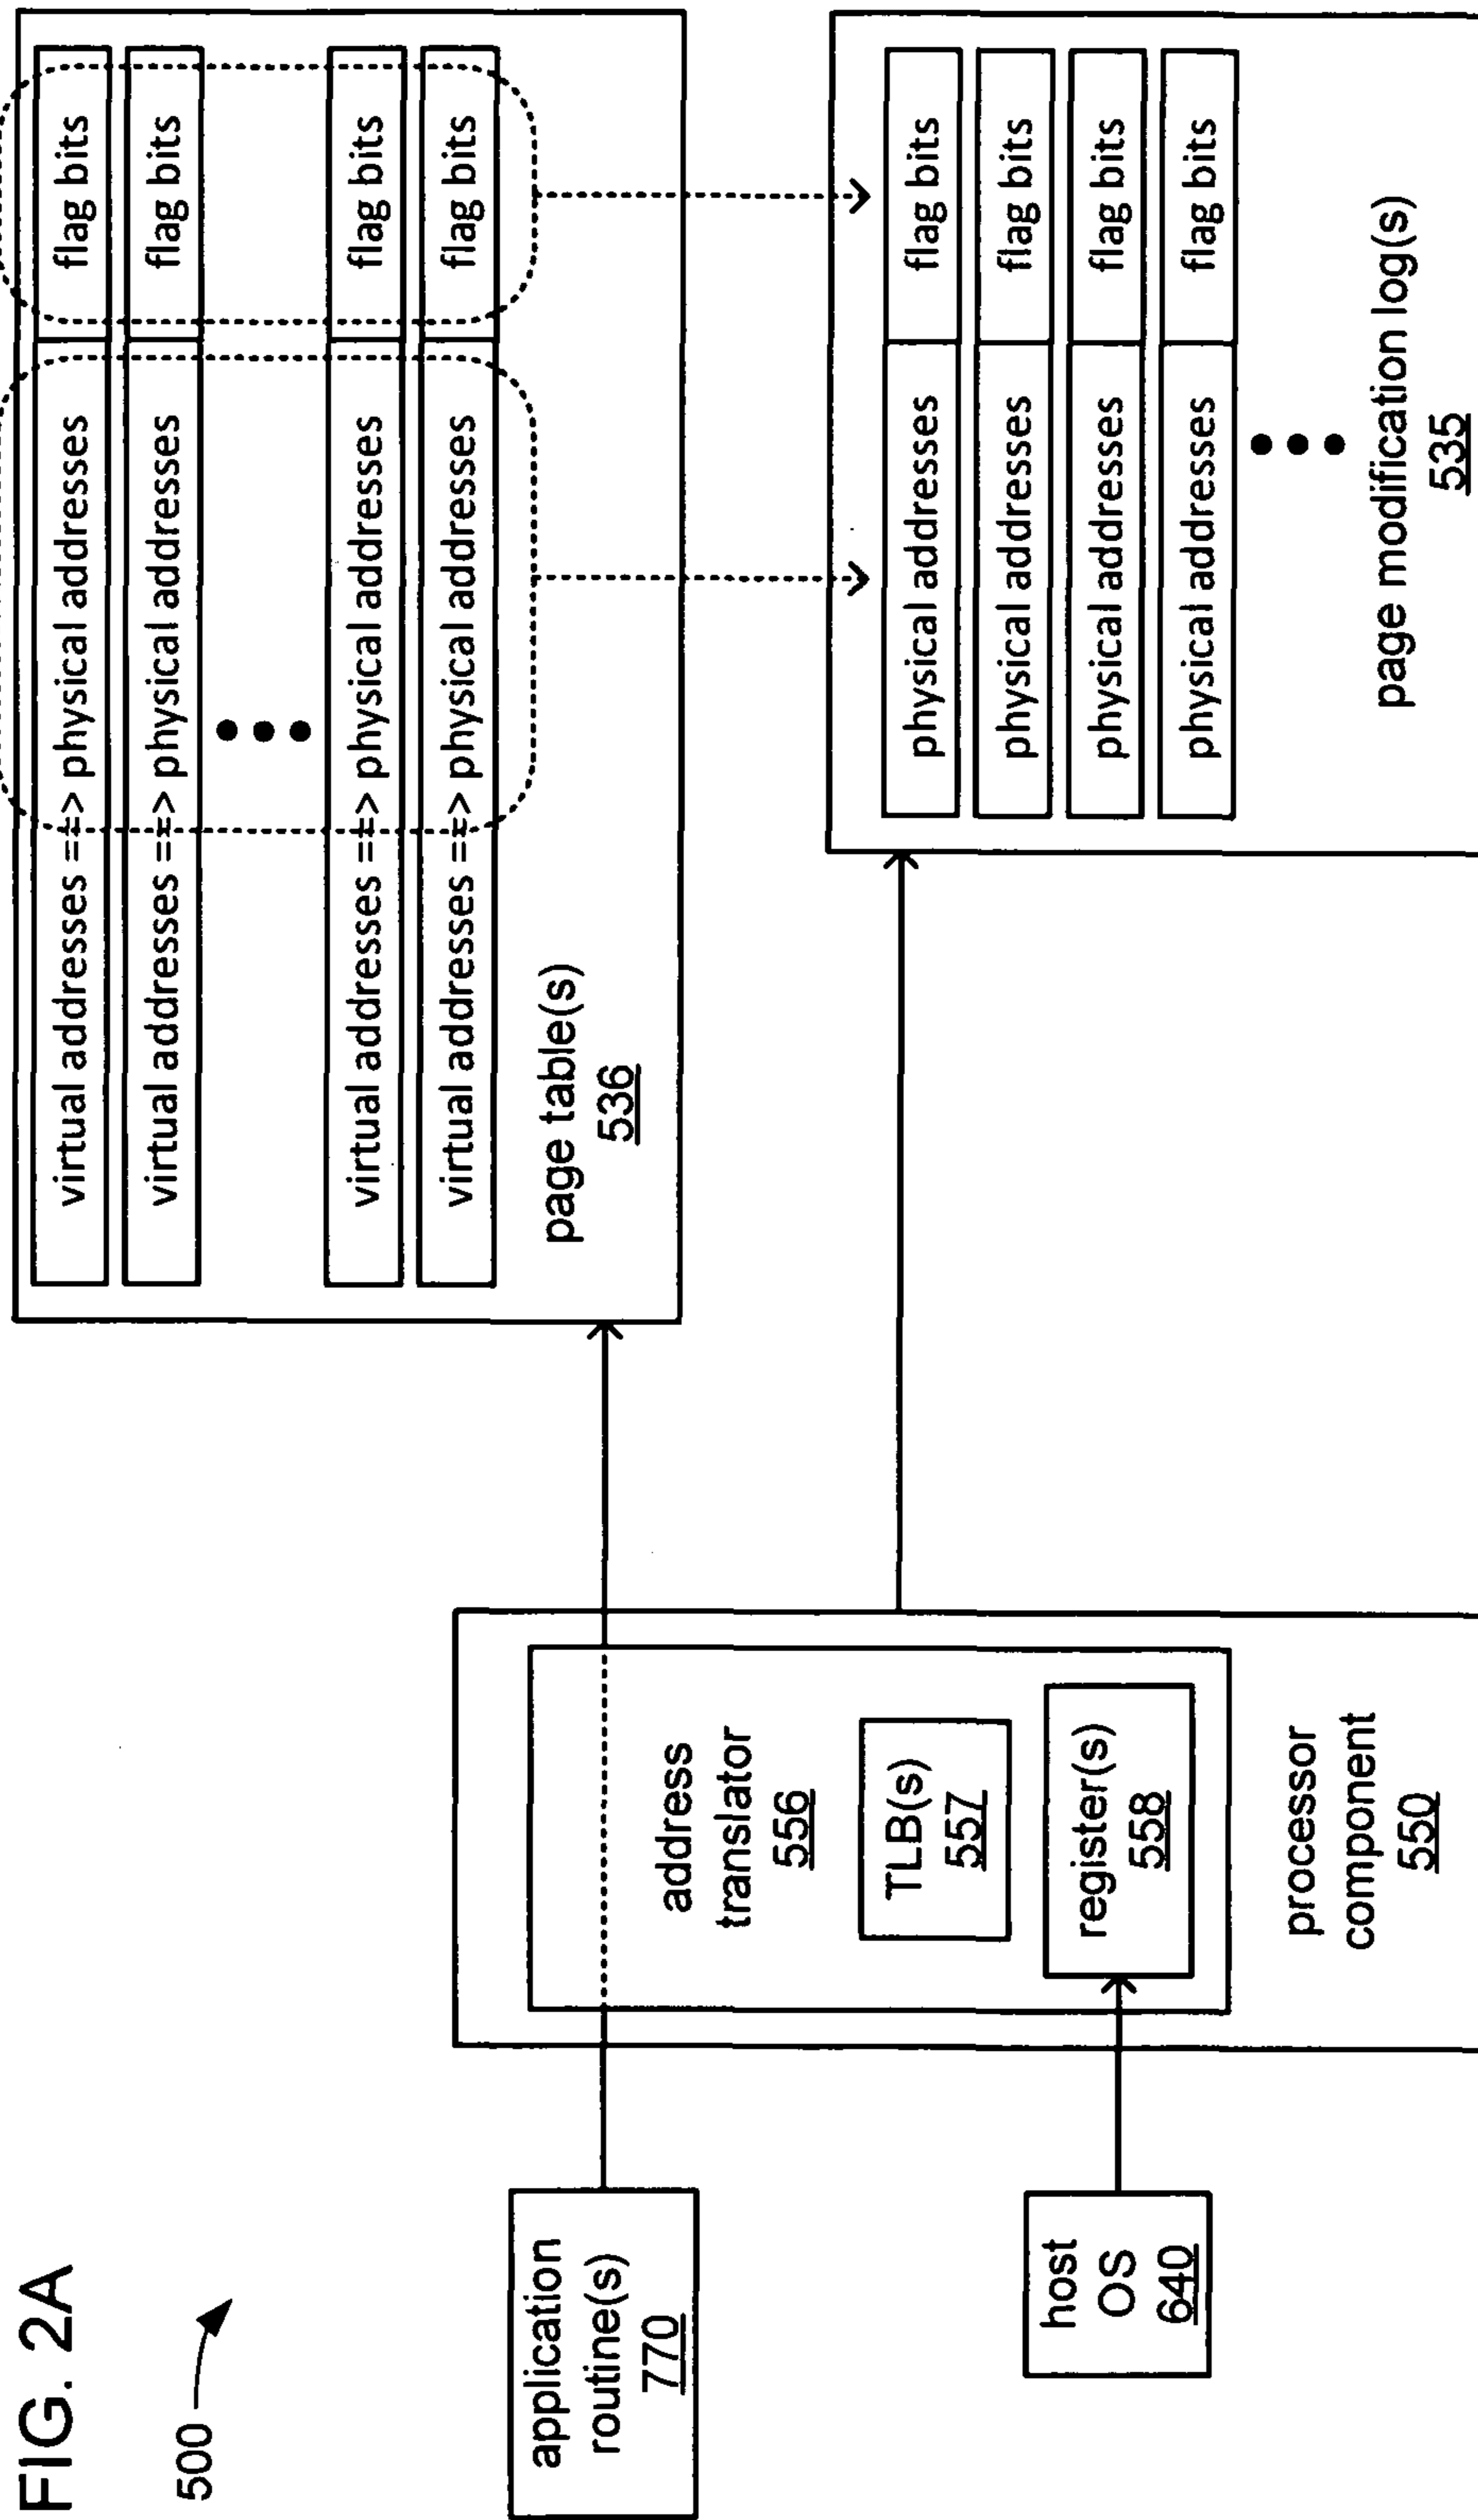 FIG. 2A
500
application
routine(s)
770
host
OS
640
address
translator
556
TLB(s)
557
register(s)
558
processor
component
550
virtual addresses ==> physical addresses flag bits
virtual addresses ==> physical addresses flag bits
virtual addresses ==> physical addresses flag bits
virtual addresses ==> physical addresses flag bits
page table(s)
536
physical addresses flag bits
physical addresses flag bits
physical addresses flag bits
physical addresses flag bits
page modification log(s)
535